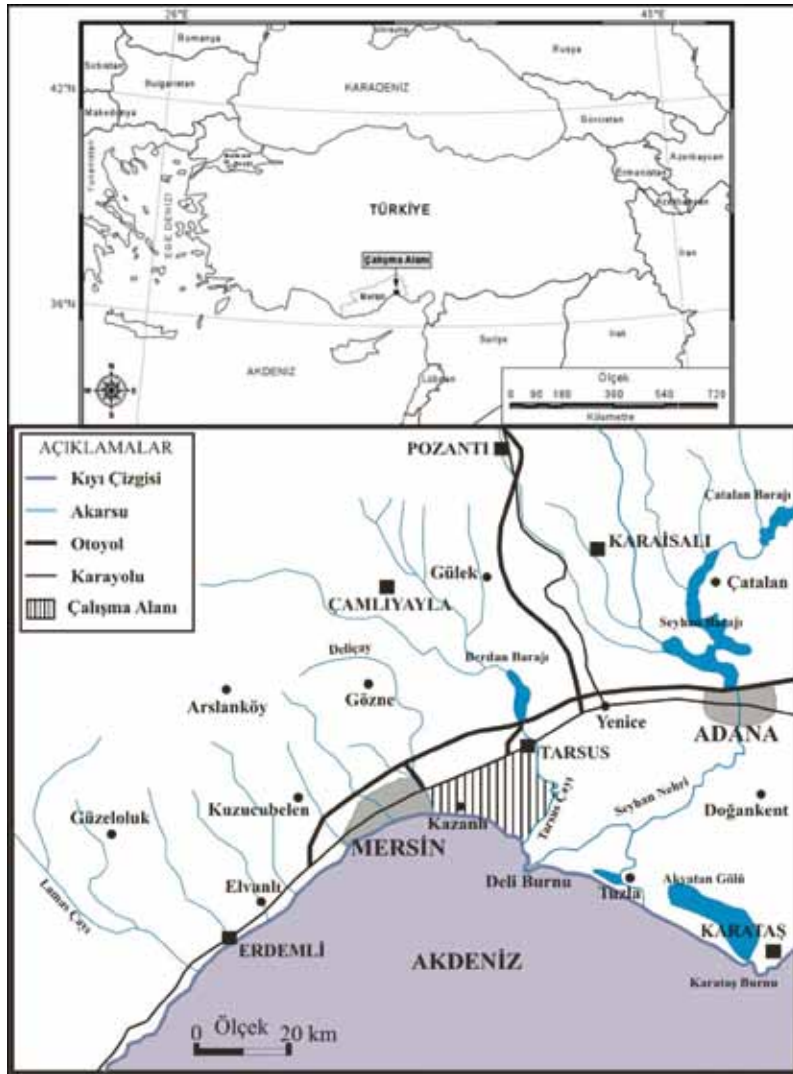 26°E
45°E
Romanya
Rusya
Sırbistan
42°N
Bulgaristan
KARADENİZ
Makedonya
Gürcistan
Azerbaycan
Ermenistan
Azerbaycan
Yunanistan
EGE DENİZİ
TÜRKİYE
İran
Çalışma Alanı
Mersin
36°N
Suriye
Irak
AKDENİZ
Lübnan
N
W
E
S
Ölçek
0 90 180 360 540 720
Kilometre
AÇIKLAMALAR
Kıyı Çizgisi
Akarsu
Otoyol
Karayolu
Çalışma Alanı
POZANTI
Çatalan Barajı
KARAİSALI
Gülek
Çatalan
ÇAMLIYAYLA
Seyhan Barajı
Deliçay
Berdan Barajı
Gözne
Arslanköy
Yenice
ADANA
TARSUS
Kuzucubelen
Tarsus Çayı
Seyhan Nehri
Doğankent
Güzeloluk
Kazanlı
MERSİN
Deli Burnu
Elvanlı
Tuzla
Akyatan Gölü
Lamas Çayı
KARATAŞ
ERDEMLİ
AKDENİZ
Karataş Burnu
0 Ölçek 20 km